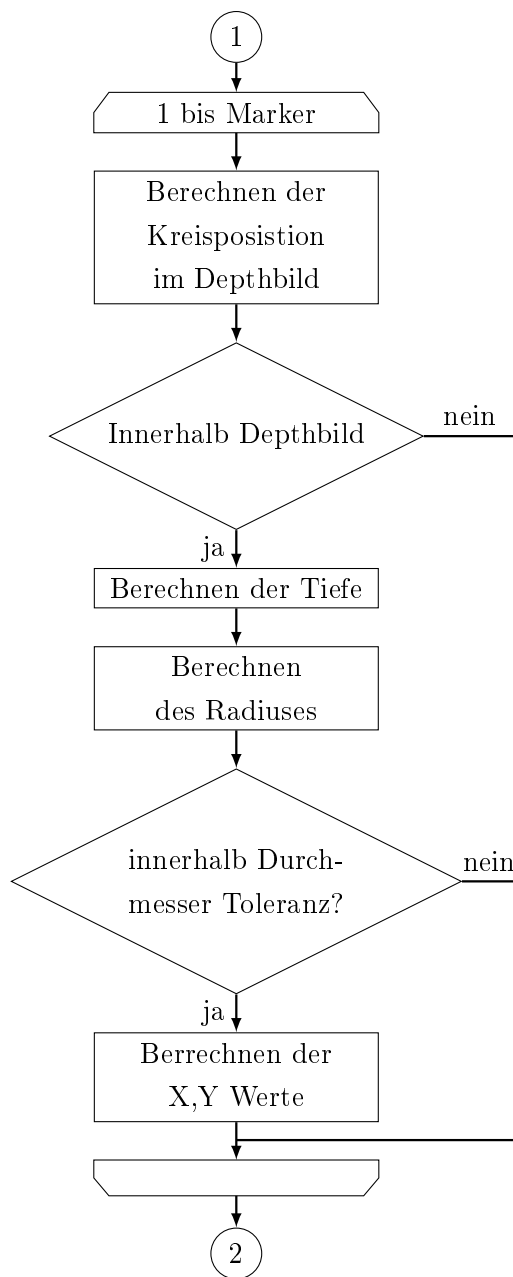 1
1 bis Marker
Berechnen der
Kreisposistion
im Depthbild
Innerhalb Depthbild
nein
ja
Berechnen der Tiefe
Berechnen
des Radiuses
innerhalb Durch-
messer Toleranz?
nein
ja
Berrechnen der
X,Y Werte
2